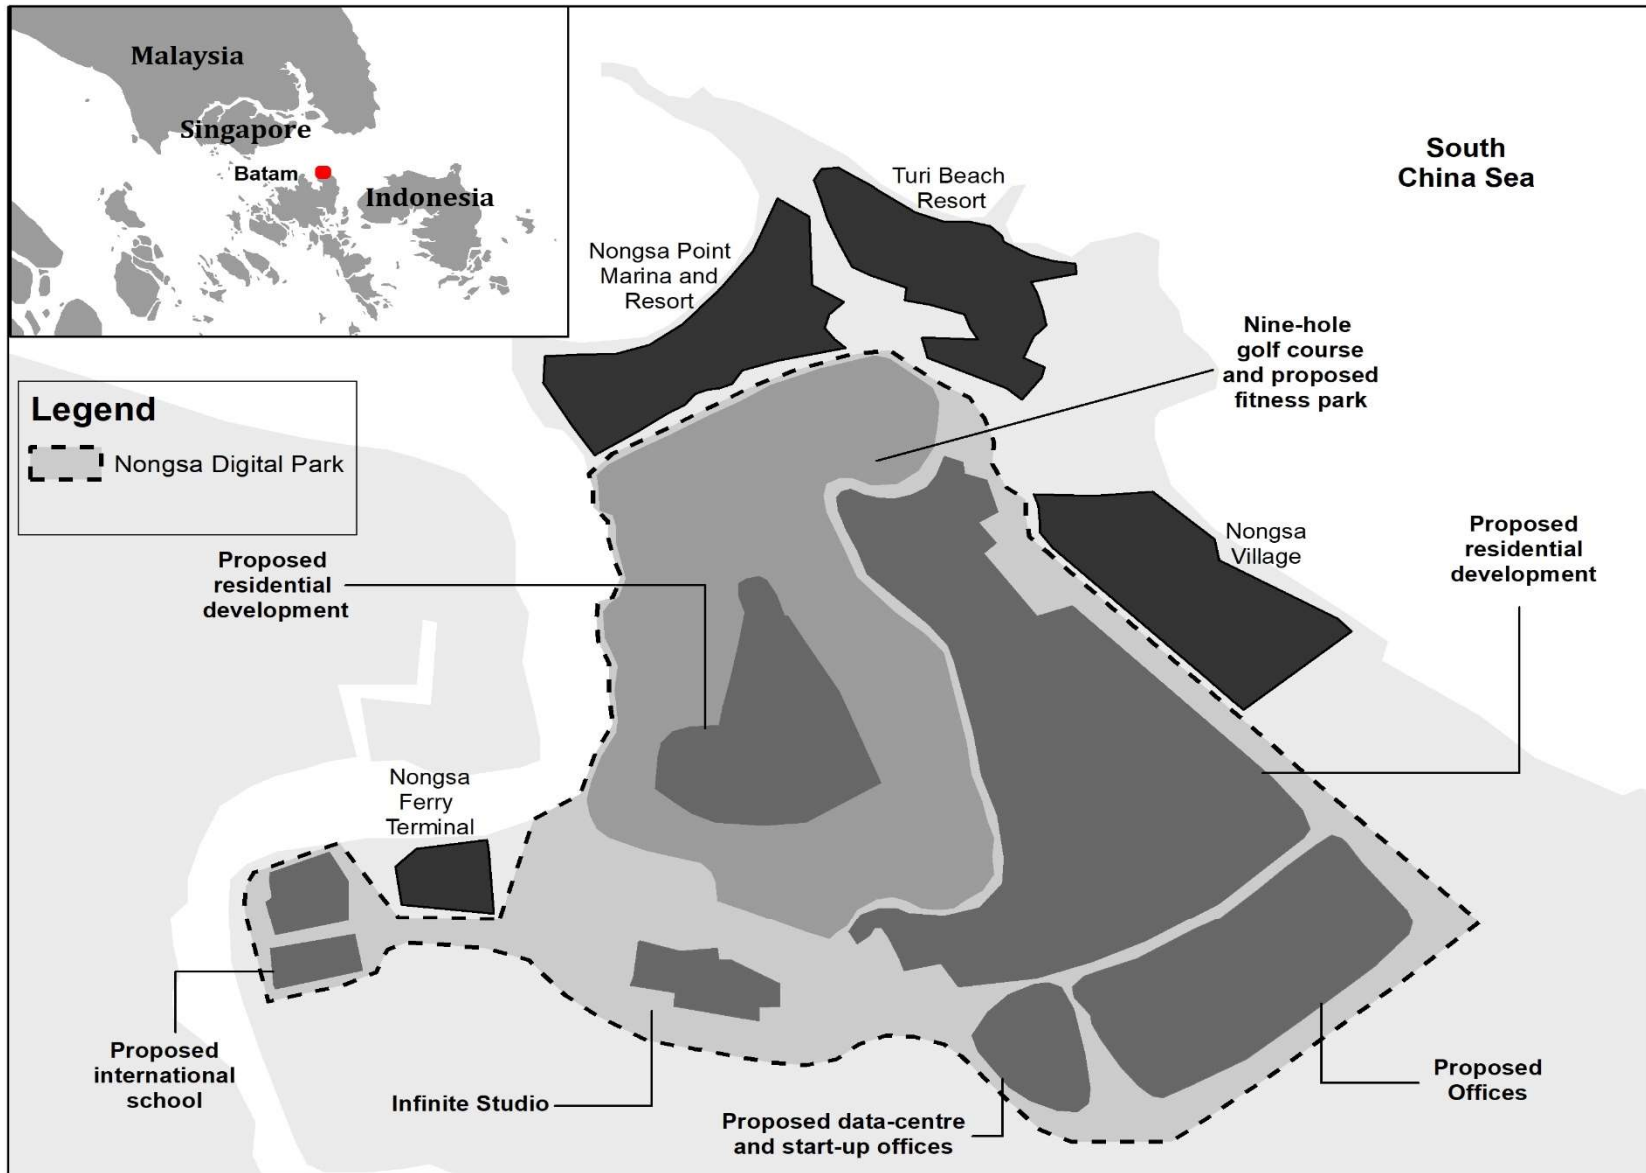 Malaysia
Singapore
Batam
Indonesia
South
China Sea
Turi Beach
Resort
Nongsa Point
Marina and
Resort
Nine-hole
golf course
and proposed
fitness park
Legend
Nongsa Digital Park
Proposed
residential
development
Nongsa
Village
Proposed
residential
development
Nongsa
Ferry
Terminal
Proposed
international
school
Infinite Studio
Proposed data-centre
and start-up offices
Proposed
Offices